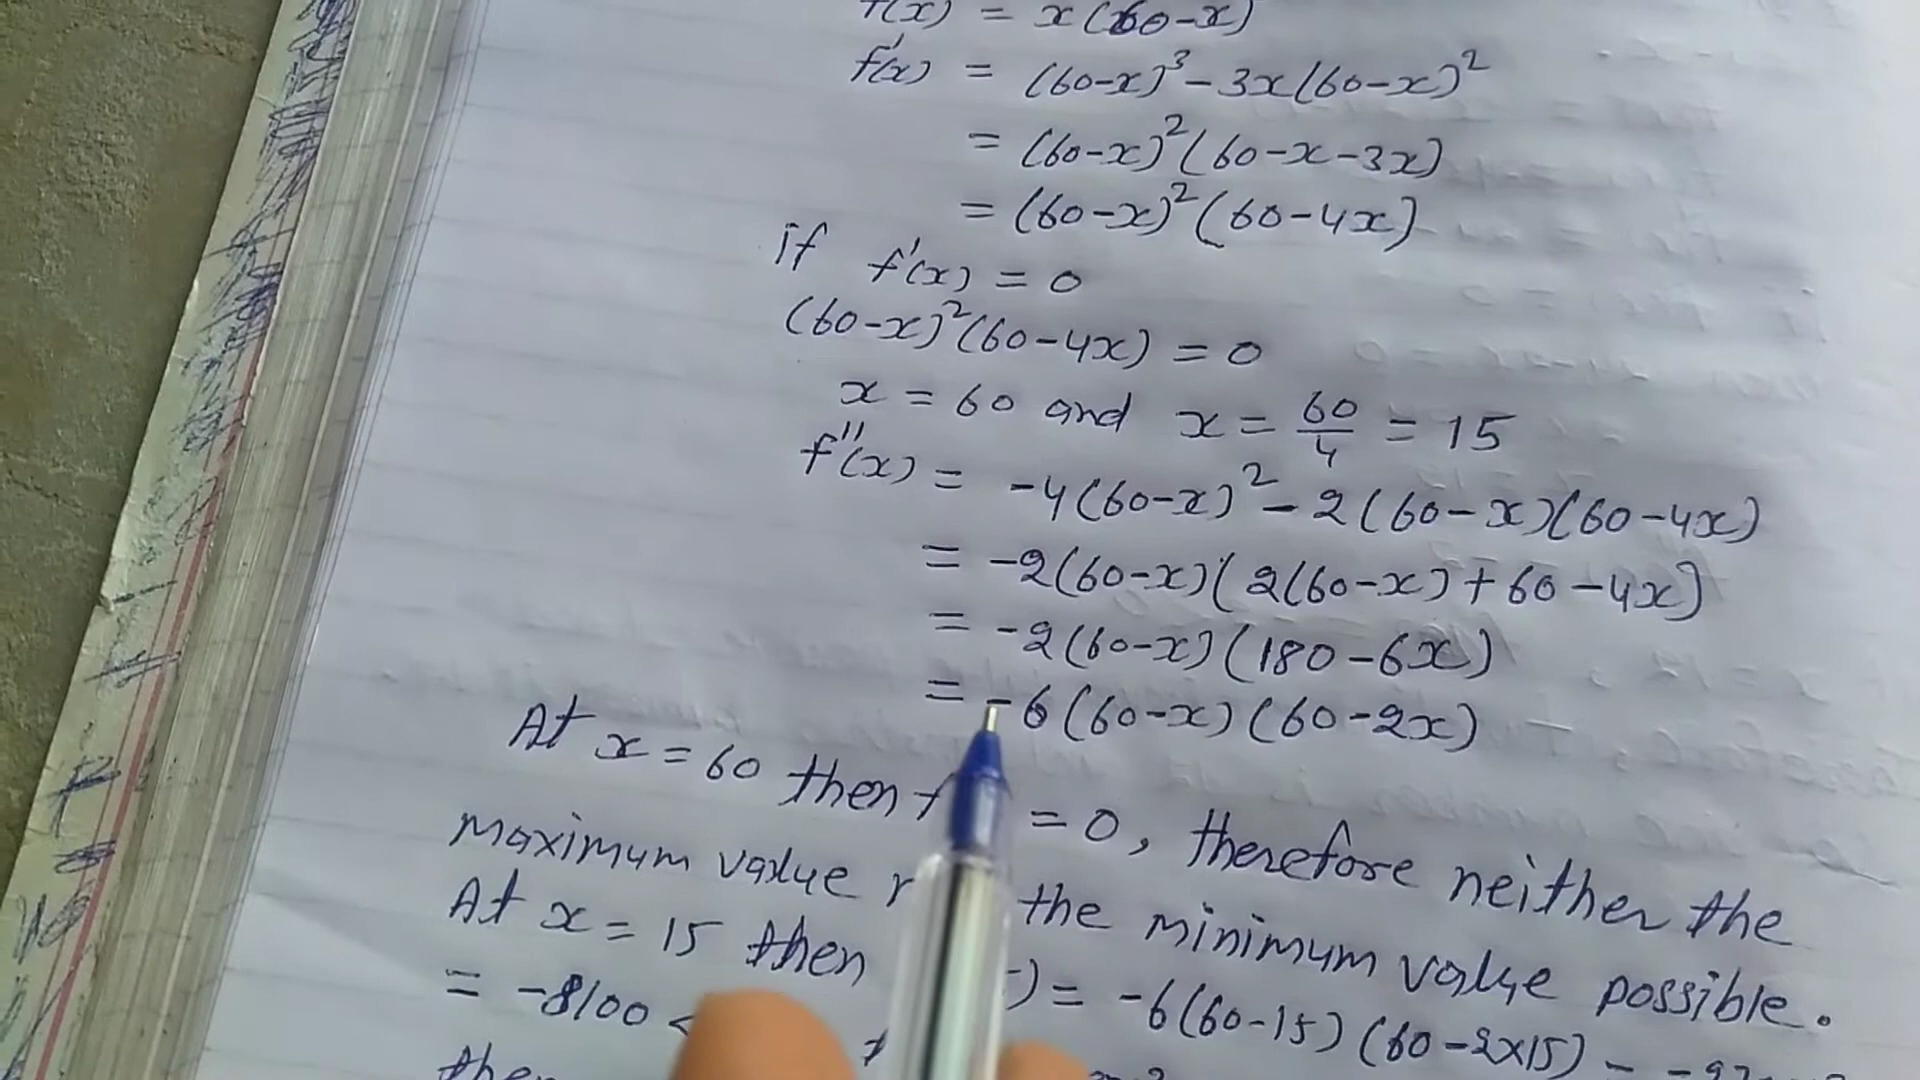 f(x) = x(60-x)
f'(x) = (60-x)³ - 3x(60-x)²
= (60-x)²(60-x-3x)
= (60-x)²(60-4x)
if f'(x) = 0
(60-x)²(60-4x) = 0
x = 60 and x = 60/4 = 15
f''(x) = -4(60-x)² - 2(60-x)(60-4x)
= -2(60-x)(2(60-x)+60-4x)
= -2(60-x)(180-6x)
= -6(60-x)(60-2x)
At x = 60 then = 0, therefore neither the
maximum value the minimum value possible.
At x = 15 then ) = -6(60-15)(60-2×15)
= -8100 <
then